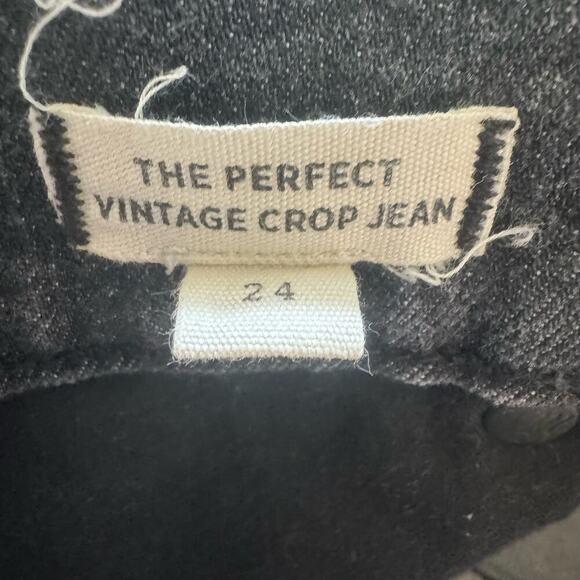 THE PERFECT
VINTAGE CROP JEAN
24